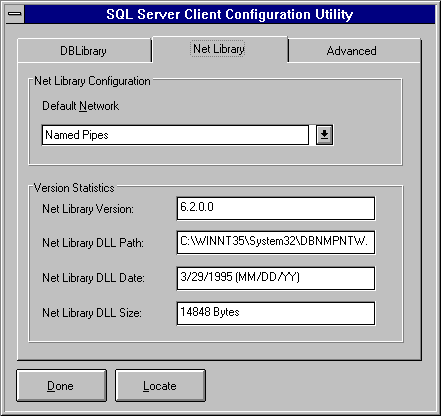 SQL Server Client Configuration Utility
DBLibrary
Net Library
Advanced
Net Library Configuration
Default Network
Named Pipes
Version Statistics
Net Library Version: 6.2.0.0
Net Library DLL Path: C:\WINNT35\System32\DBNMPNTW.
Net Library DLL Date: 3/29/1995 (MM/DD/YY)
Net Library DLL Size: 14848 Bytes
Done
Locate